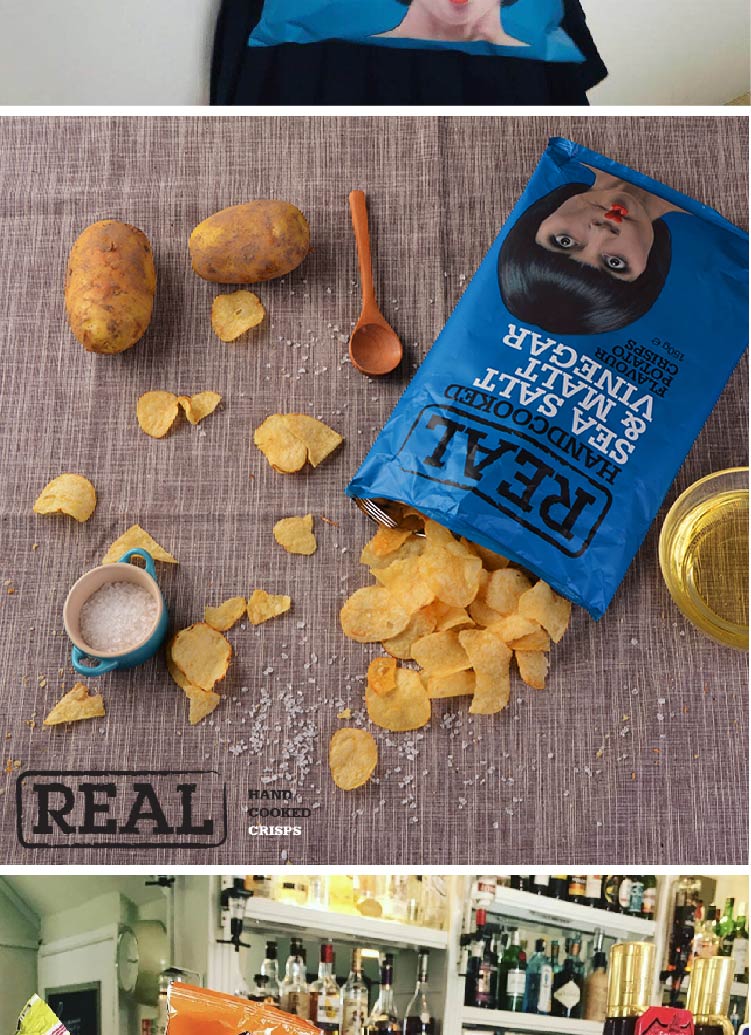 REAL
HANDCOOKED
SEA SALT
& MALT
VINEGAR
FLAVOUR
POTATO
CRISPS
150g e
REAL
HAND
COOKED
CRISPS